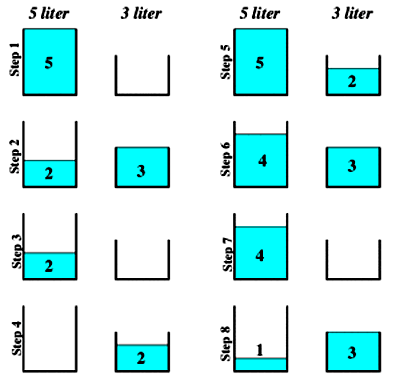 5 liter 3 liter
Step 1
5
Step 2
2 3
Step 3
2
Step 4
2
5 liter 3 liter
Step 5
5 2
Step 6
4 3
Step 7
4
Step 8
1 3